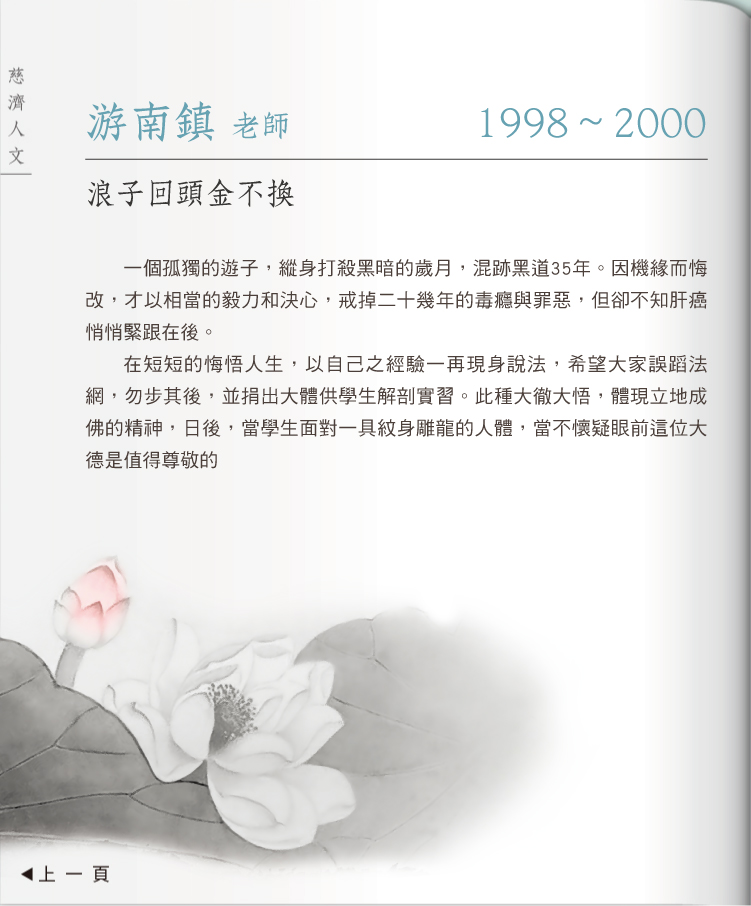 慈濟人文
游南鎮 老師 1998~2000
浪子回頭金不換
一個孤獨的遊子，縱身打殺黑暗的歲月，混跡黑道35年。因機緣而悔
改，才以相當的毅力和決心，戒掉二十幾年的毒癮與罪惡，但卻不知肝癌
悄悄緊跟在後。
在短短的悔悟人生，以自己之經驗一再現身說法，希望大家誤蹈法
網，勿步其後，並捐出大體供學生解剖實習。此種大徹大悟，體現立地成
佛的精神，日後，當學生面對一具紋身雕龍的人體，當不懷疑眼前這位大
德是值得尊敬的
◀上一頁